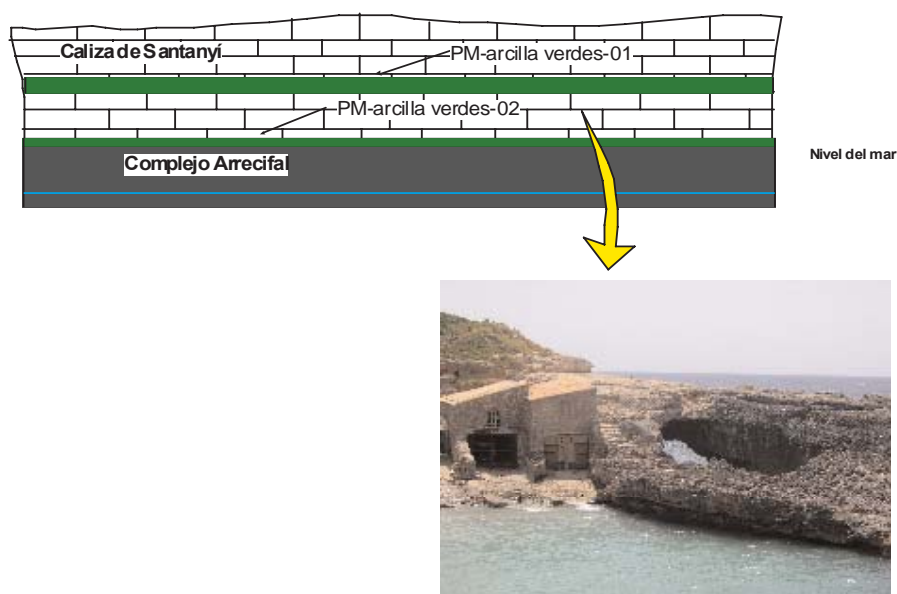 Caliza de Santanyí
PM-arcilla verdes-01
PM-arcilla verdes-02
Complejo Arrecifal
Nivel del mar